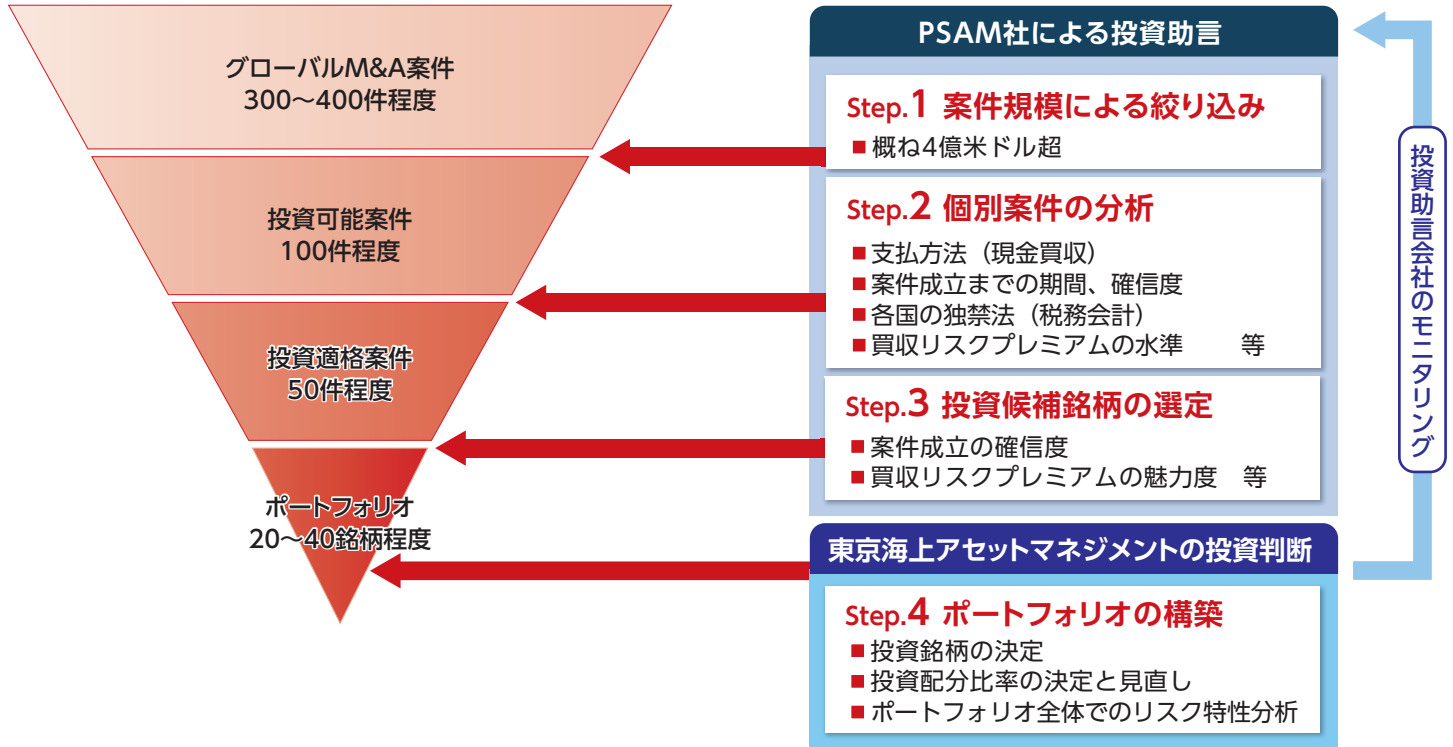 グローバルM&A案件
300〜400件程度
投資可能案件
100件程度
投資適格案件
50件程度
ポートフォリオ
20〜40銘柄程度
PSAM社による投資助言
Step.1 案件規模による絞り込み
■概ね4億米ドル超
Step.2 個別案件の分析
■支払方法（現金買収）
■案件成立までの期間、確信度
■各国の独禁法（税務会計）
■買収リスクプレミアムの水準　　等
Step.3 投資候補銘柄の選定
■案件成立の確信度
■買収リスクプレミアムの魅力度　等
東京海上アセットマネジメントの投資判断
Step.4 ポートフォリオの構築
■投資銘柄の決定
■投資配分比率の決定と見直し
■ポートフォリオ全体でのリスク特性分析
投資助言会社のモニタリング